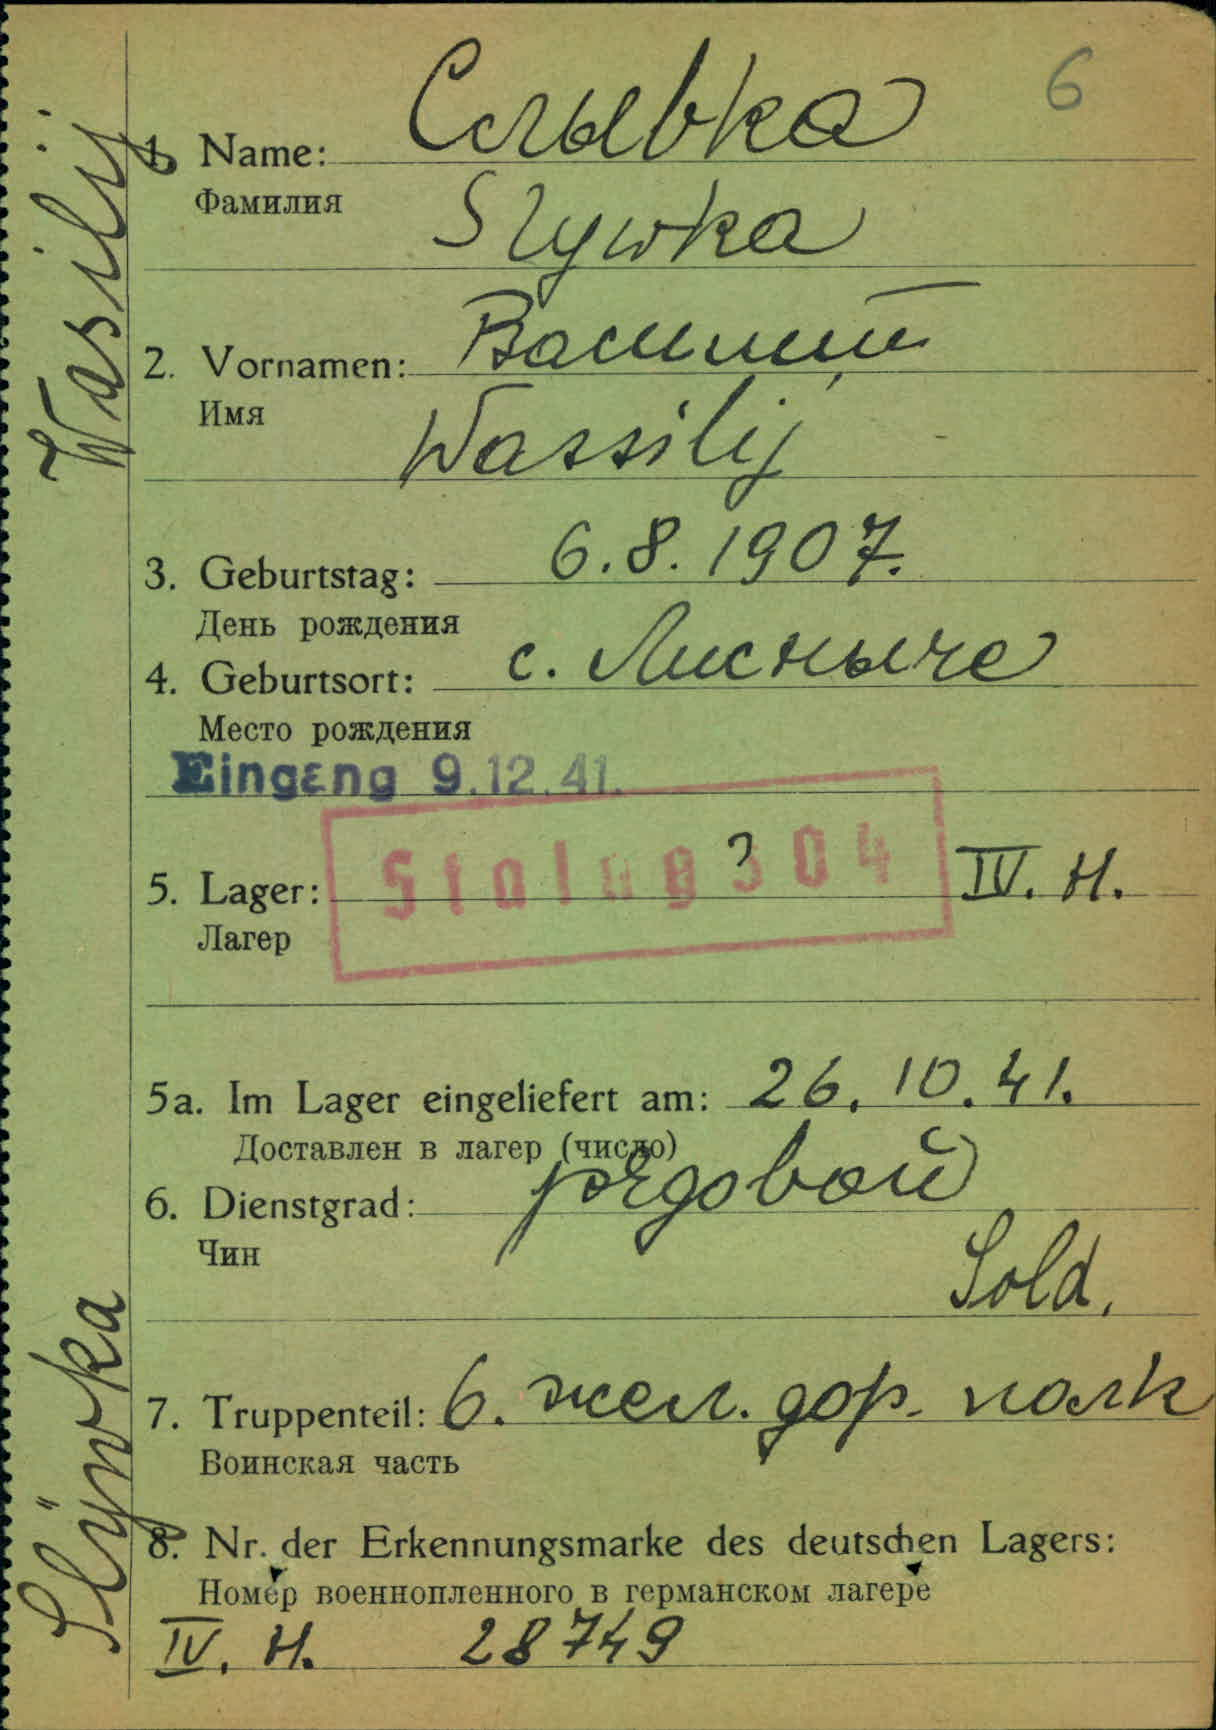 6
1. Name: Слывка
Фамилия
Slywka
2. Vornamen: Василий
Имя
Wassilij
3. Geburtstag: 6.8.1907.
День рождения
4. Geburtsort: с. Лисныче
Место рождения
Eingang 9.12.41.
5. Lager: Stalag 304 ? IV. H.
Лагер
5a. Im Lager eingeliefert am: 26.10.41.
Доставлен в лагер (число)
6. Dienstgrad: рядовой
Чин
Sold.
7. Truppenteil: 6. жел. дор. полк
Воинская часть
8. Nr. der Erkennungsmarke des deutschen Lagers:
Номер военнопленного в германском лагере
IV. H. 28749
Slÿwka Wasilij